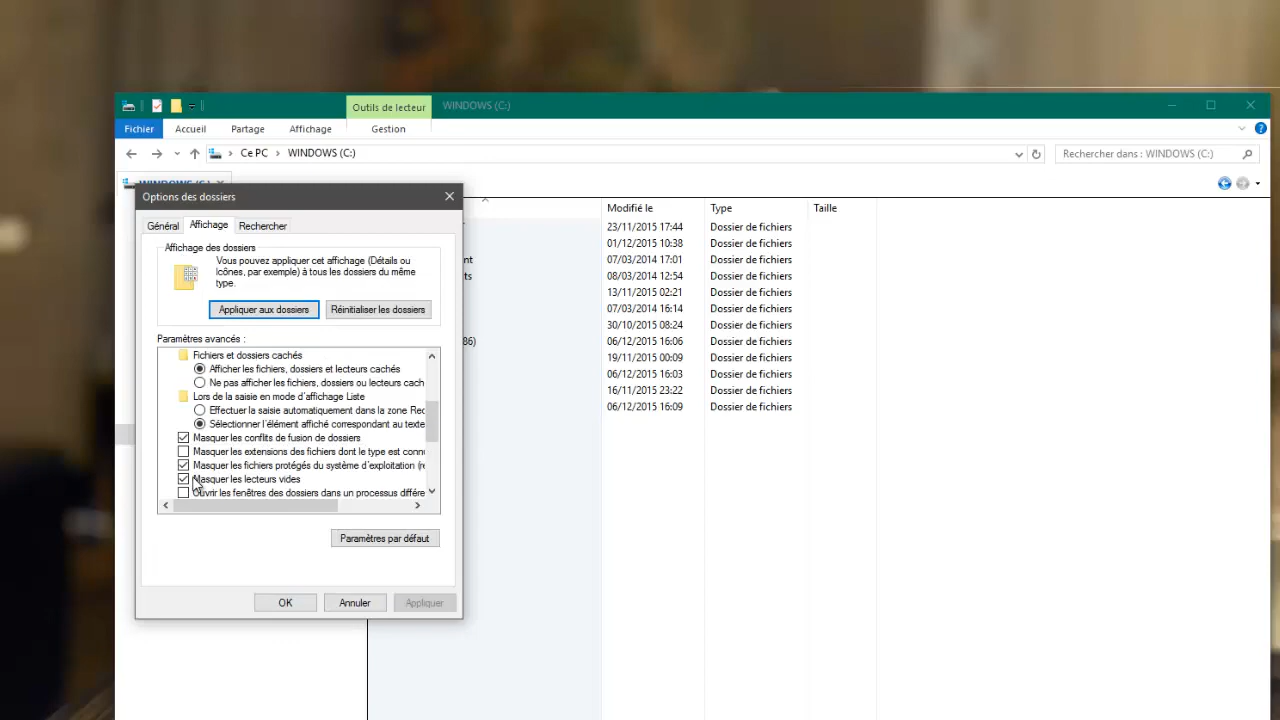 Outils de lecteur WINDOWS (C:)
Fichier Accueil Partage Affichage Gestion
Ce PC > WINDOWS (C:)
Rechercher dans : WINDOWS (C:)
WINDOWS (C:)
Options des dossiers
Général Affichage Rechercher
Affichage des dossiers
Vous pouvez appliquer cet affichage (Détails ou
Icônes, par exemple) à tous les dossiers du même
type.
Appliquer aux dossiers Réinitialiser les dossiers
Paramètres avancés :
Fichiers et dossiers cachés
Afficher les fichiers, dossiers et lecteurs cachés
Ne pas afficher les fichiers, dossiers ou lecteurs cach
Lors de la saisie en mode d'affichage Liste
Effectuer la saisie automatiquement dans la zone Rec
Sélectionner l'élément affiché correspondant au texte
Masquer les conflits de fusion de dossiers
Masquer les extensions des fichiers dont le type est connu
Masquer les fichiers protégés du système d'exploitation (re
Masquer les lecteurs vides
Ouvrir les fenêtres des dossiers dans un processus différe
Paramètres par défaut
OK Annuler Appliquer
Modifié le Type Taille
23/11/2015 17:44 Dossier de fichiers
01/12/2015 10:38 Dossier de fichiers
nt 07/03/2014 17:01 Dossier de fichiers
ts 08/03/2014 12:54 Dossier de fichiers
13/11/2015 02:21 Dossier de fichiers
07/03/2014 16:14 Dossier de fichiers
30/10/2015 08:24 Dossier de fichiers
86) 06/12/2015 16:06 Dossier de fichiers
19/11/2015 00:09 Dossier de fichiers
06/12/2015 16:03 Dossier de fichiers
16/11/2015 23:22 Dossier de fichiers
06/12/2015 16:09 Dossier de fichiers